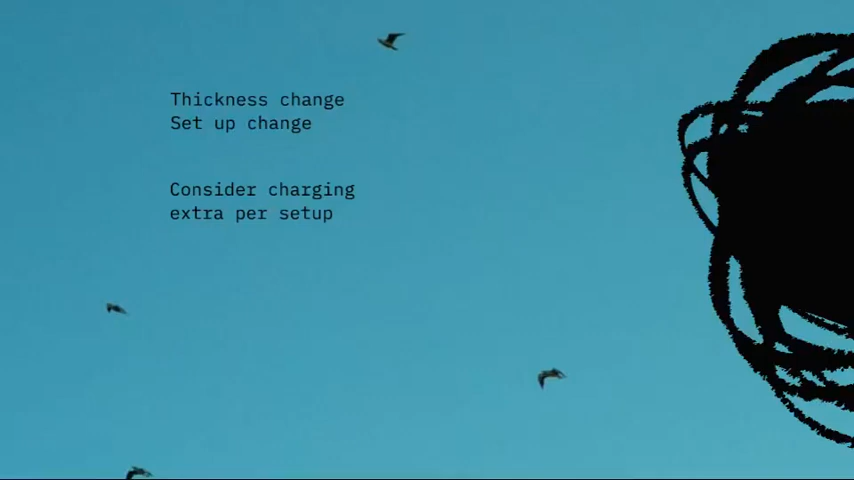 Thickness change
Set up change
Consider charging
extra per setup